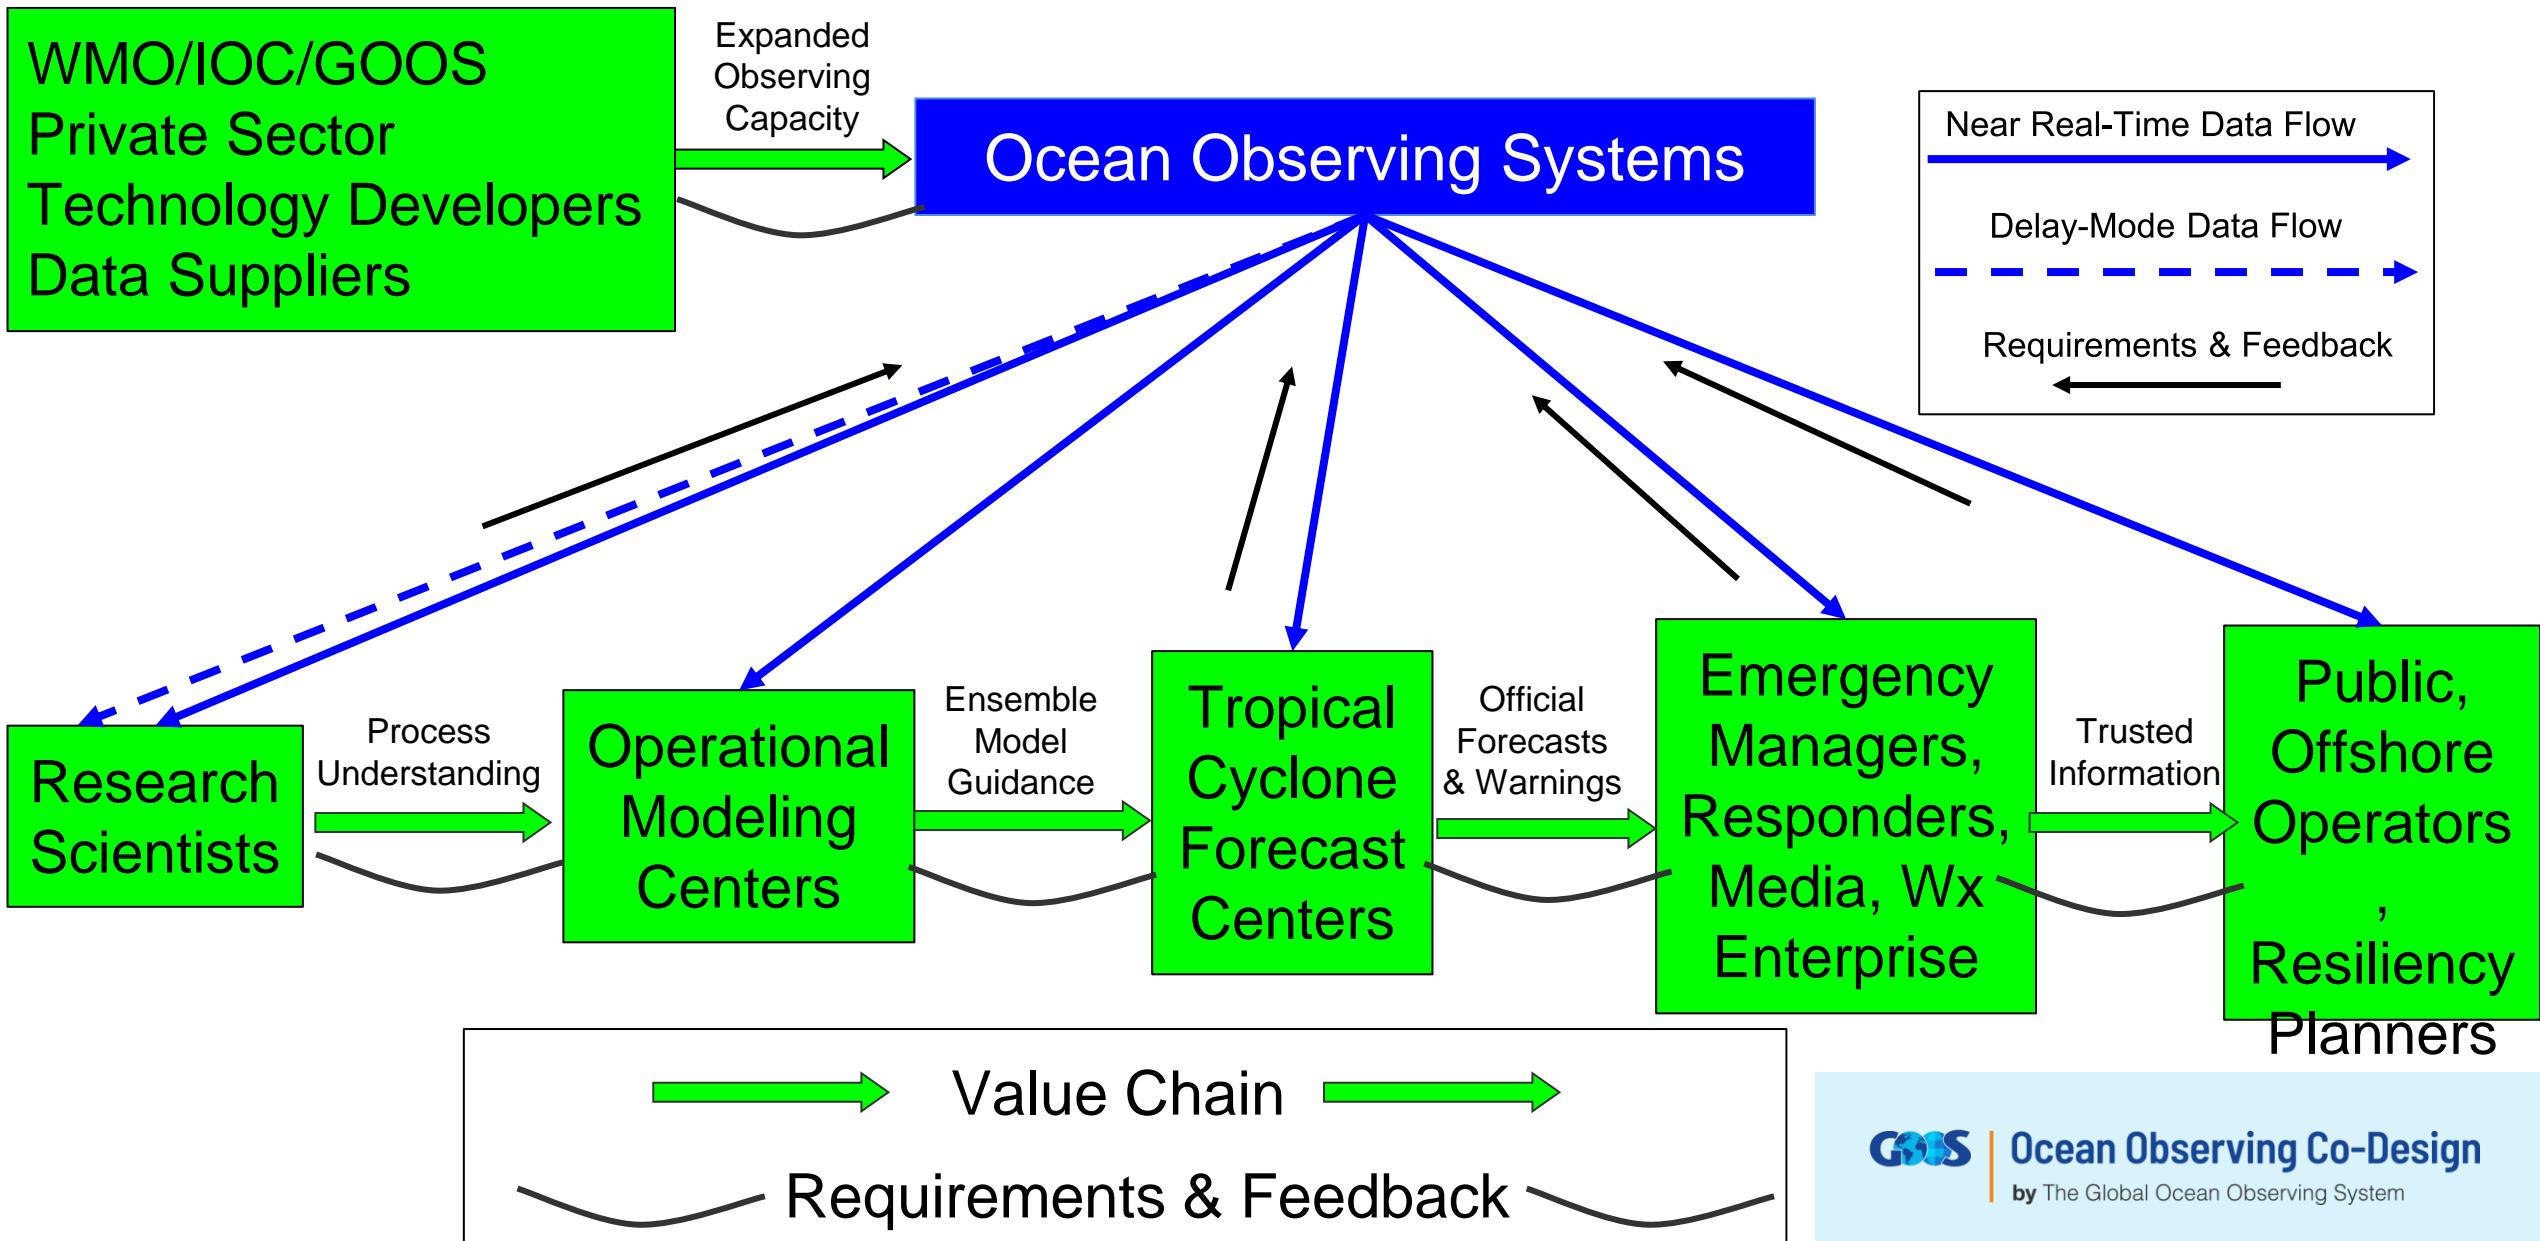 WMO/IOC/GOOS
Private Sector
Technology Developers
Data Suppliers
Expanded
Observing
Capacity
Ocean Observing Systems
Near Real-Time Data Flow
Delay-Mode Data Flow
Requirements & Feedback
Research
Scientists
Process
Understanding
Operational
Modeling
Centers
Ensemble
Model
Guidance
Tropical
Cyclone
Forecast
Centers
Official
Forecasts
& Warnings
Emergency
Managers,
Responders,
Media, Wx
Enterprise
Trusted
Information
Public,
Offshore
Operators
,
Resiliency
Planners
Value Chain
Requirements & Feedback
GOOS
Ocean Observing Co-Design
by The Global Ocean Observing System